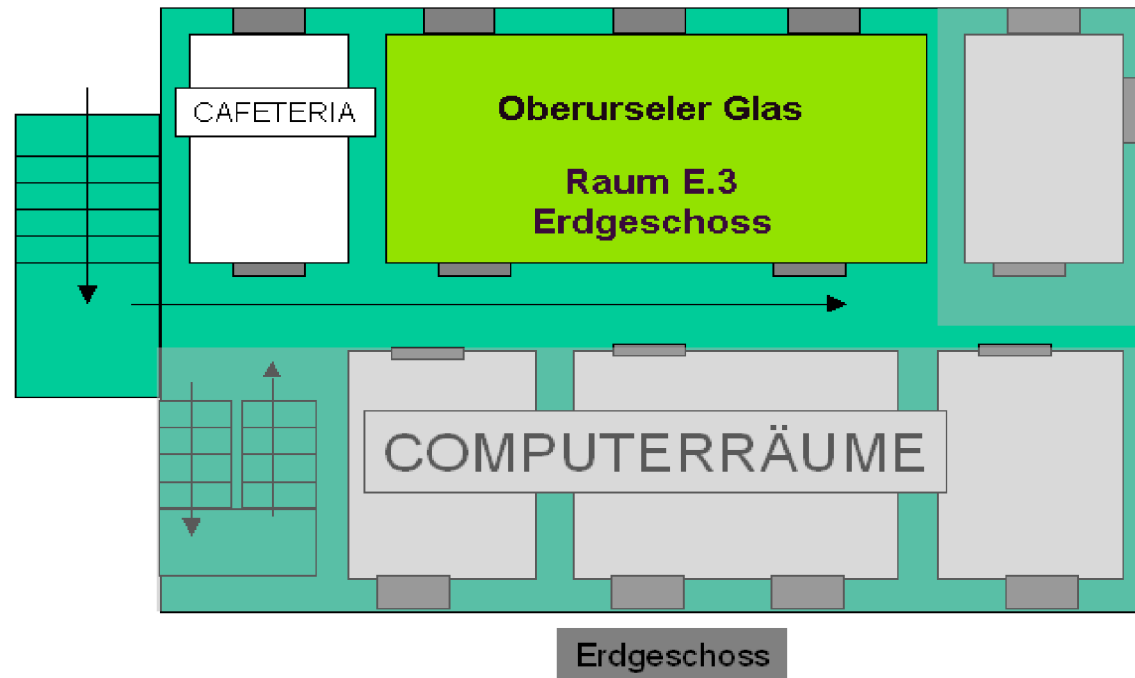 CAFETERIA
Oberurseler Glas
Raum E.3
Erdgeschoss
COMPUTERRÄUME
Erdgeschoss